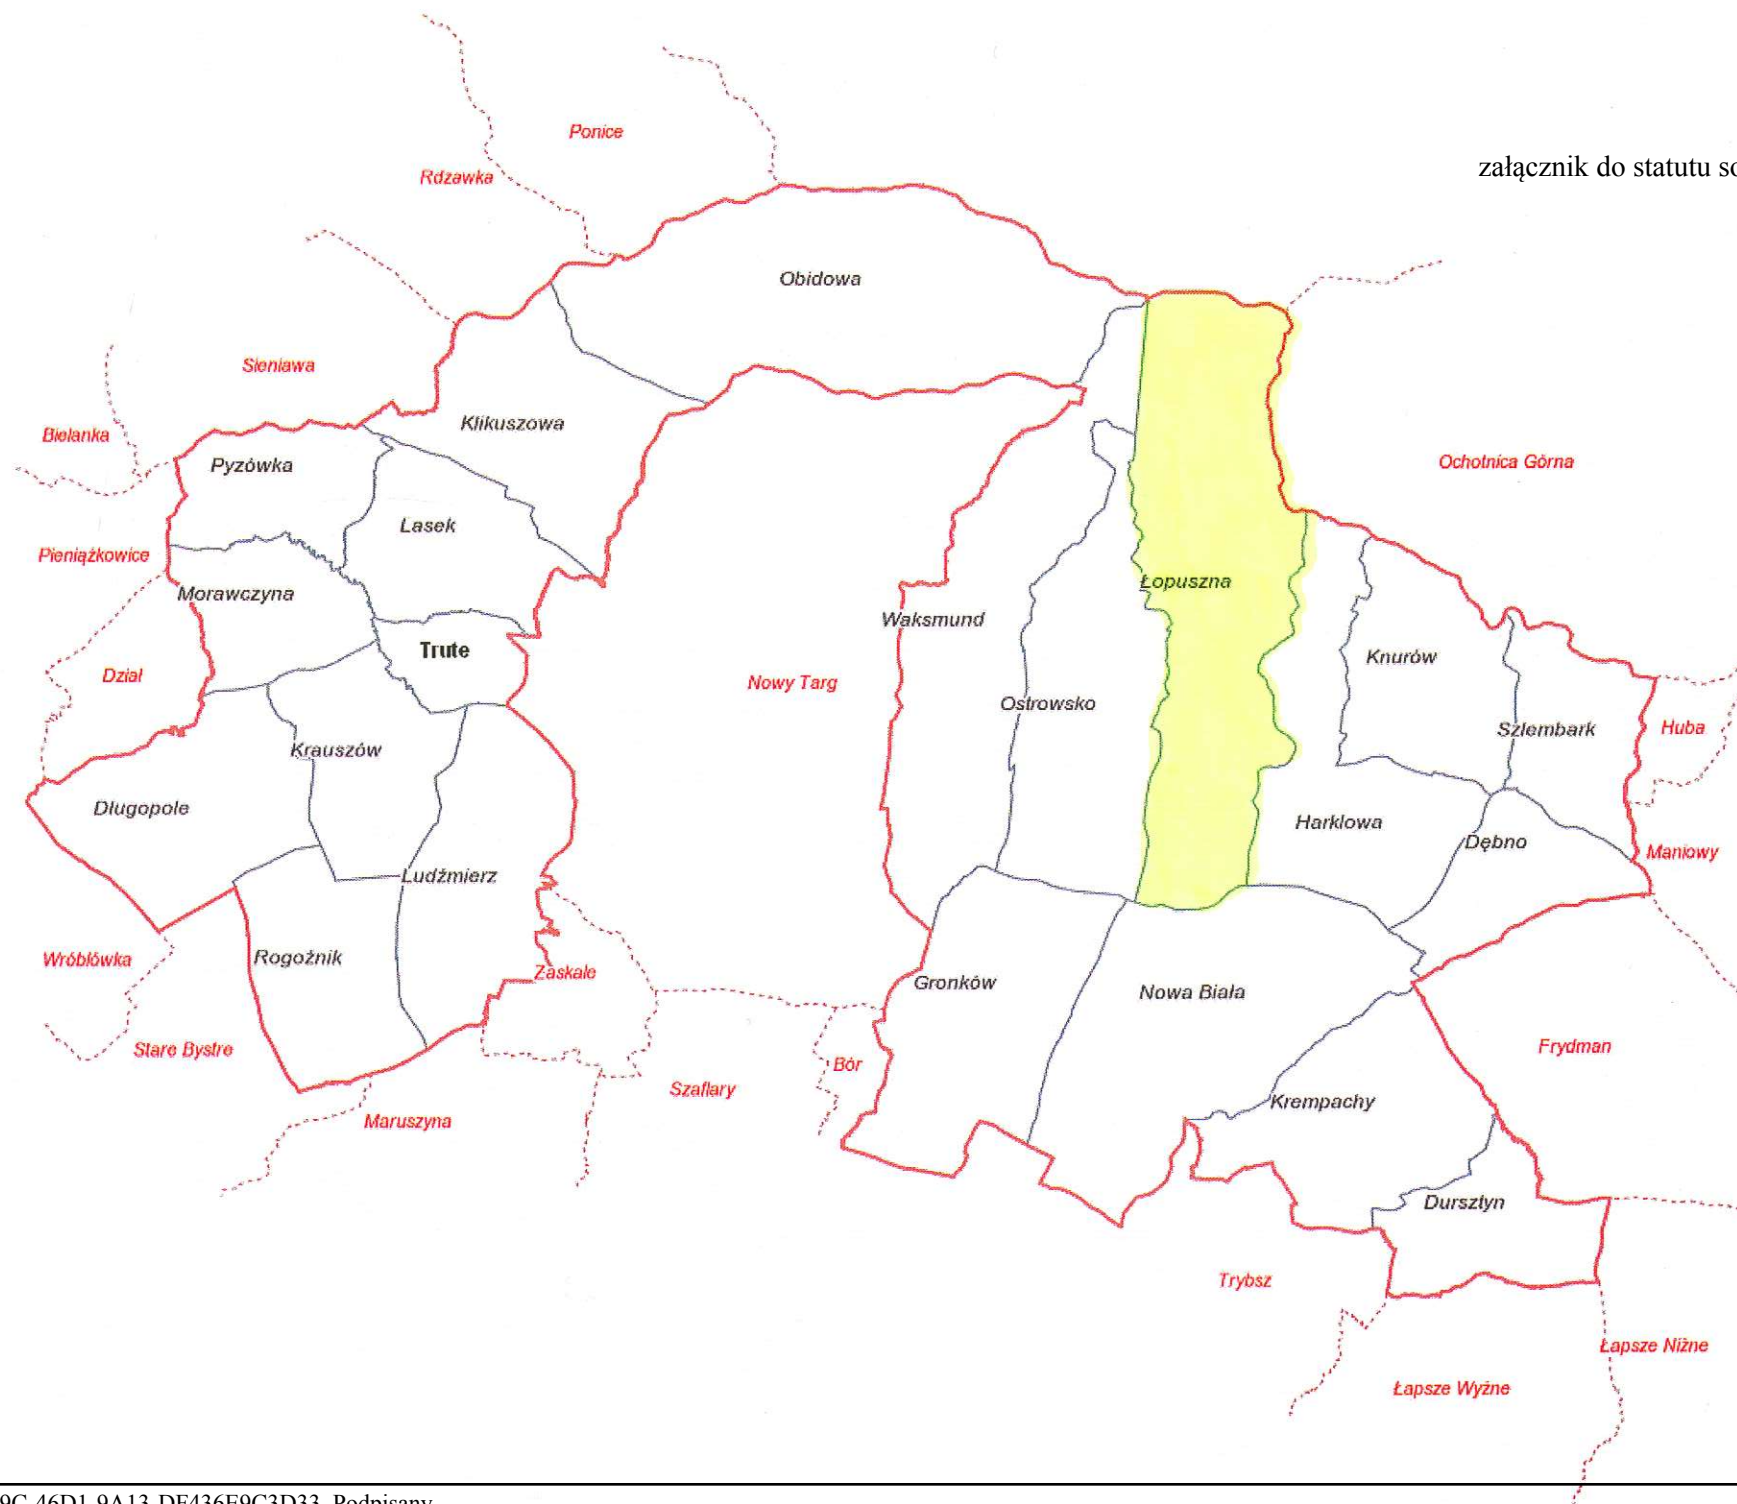 Ponice
załącznik do statutu so
Rdzawka
Obidowa
Sieniawa
Klikuszowa
Bielanka
Pyzówka
Ochotnica Górna
Lasek
Pieniążkowice
Łopuszna
Morawczyna
Waksmund
Trute
Knurów
Dział
Nowy Targ
Ostrowsko
Szlembark
Huba
Krauszów
Długopole
Harklowa
Dębno
Maniowy
Ludźmierz
Rogoźnik
Wróblówka
Zaskale
Gronków
Nowa Biała
Stare Bystre
Frydman
Bór
Szaflary
Krempachy
Maruszyna
Dursztyn
Trybsz
Łapsze Niżne
Łapsze Wyżne
9C-46D1-9A13-DF436E9C3D33. Podpisany